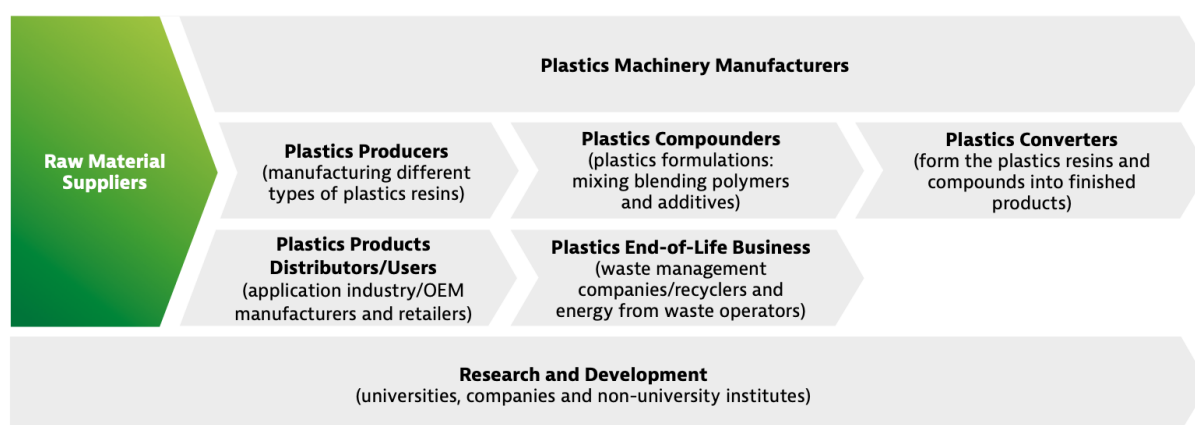 Plastics Machinery Manufacturers
Raw Material
Suppliers
Plastics Producers
(manufacturing different
types of plastics resins)
Plastics Compounders
(plastics formulations:
mixing blending polymers
and additives)
Plastics Converters
(form the plastics resins and
compounds into finished
products)
Plastics Products
Distributors/Users
(application industry/OEM
manufacturers and retailers)
Plastics End-of-Life Business
(waste management
companies/recyclers and
energy from waste operators)
Research and Development
(universities, companies and non-university institutes)